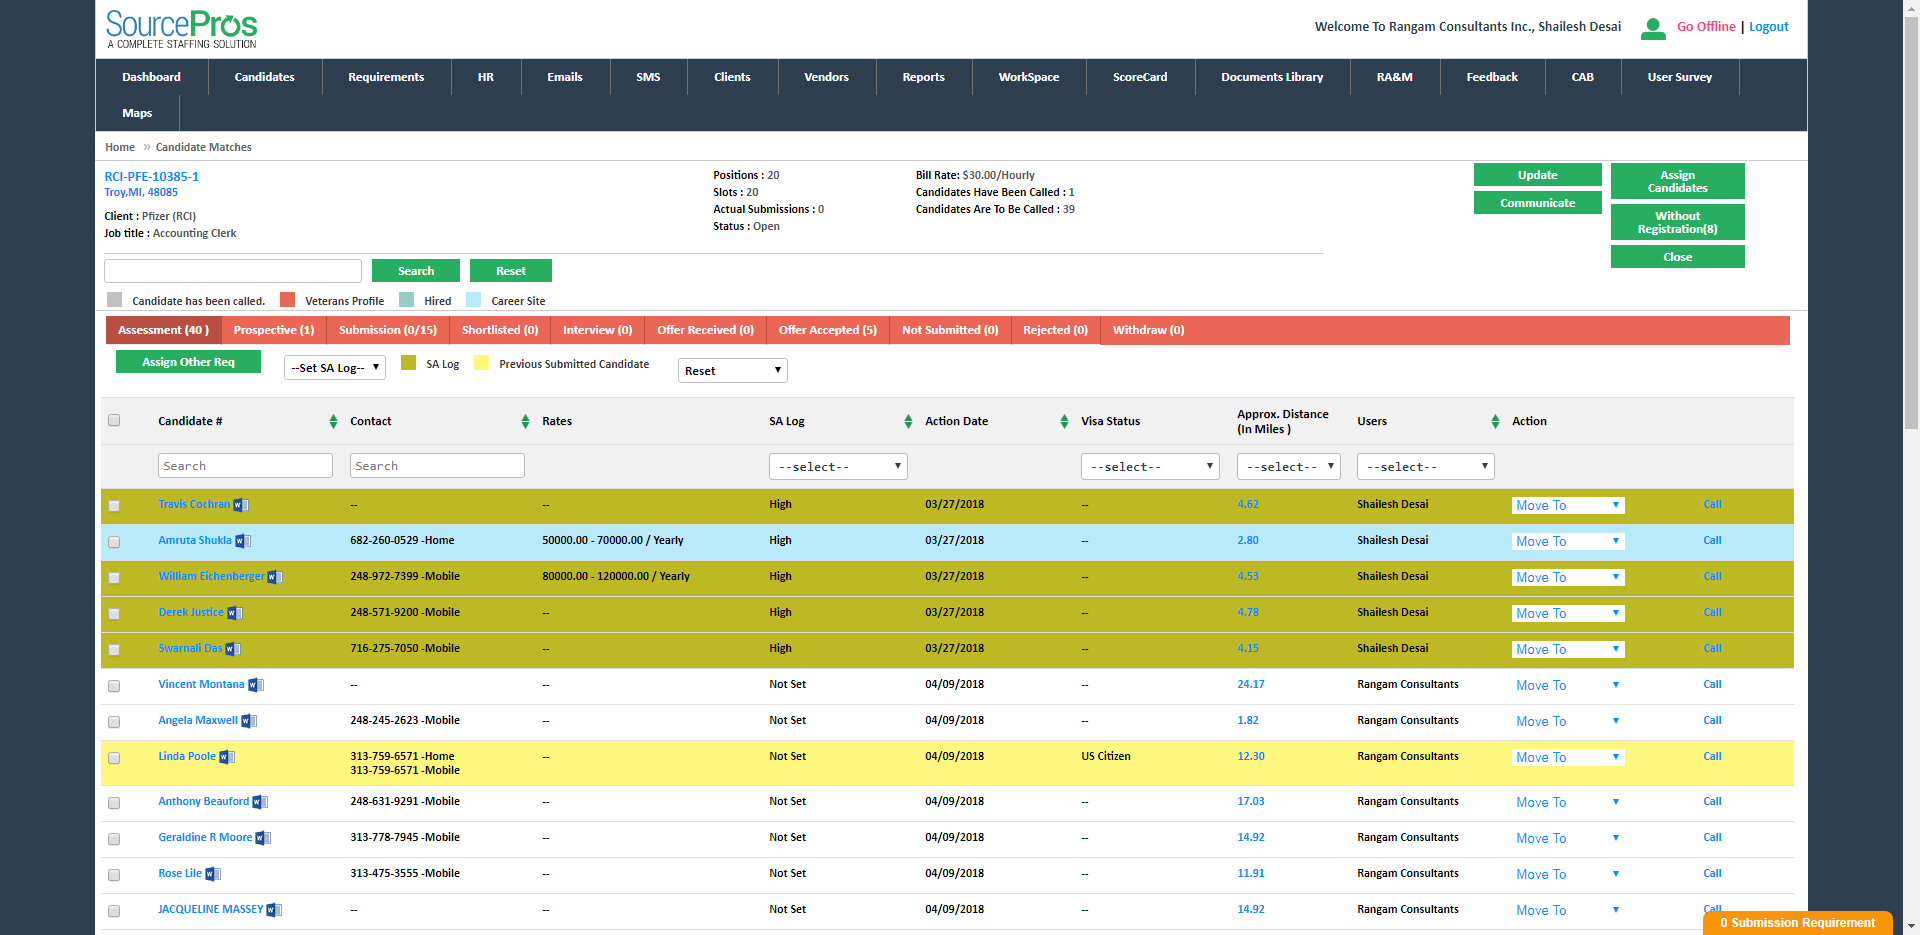 SourcePros
A COMPLETE STAFFING SOLUTION
Welcome To Rangam Consultants Inc., Shailesh Desai Go Offline | Logout
Dashboard Candidates Requirements HR Emails SMS Clients Vendors Reports WorkSpace ScoreCard Documents Library RA&M Feedback CAB User Survey
Maps
Home » Candidate Matches
RCI-PFE-10385-1
Troy,MI, 48085
Client : Pfizer (RCI)
Job title : Accounting Clerk
Positions : 20
Slots : 20
Actual Submissions : 0
Status : Open
Bill Rate: $30.00/Hourly
Candidates Have Been Called : 1
Candidates Are To Be Called : 39
Update
Communicate
Assign
Candidates
Without
Registration(8)
Close
Search Reset
Candidate has been called. Veterans Profile Hired Career Site
Assessment (40 ) Prospective (1) Submission (0/15) Shortlisted (0) Interview (0) Offer Received (0) Offer Accepted (5) Not Submitted (0) Rejected (0) Withdraw (0)
Assign Other Req --Set SA Log-- SA Log Previous Submitted Candidate Reset
Candidate # Contact Rates SA Log Action Date Visa Status Approx. Distance (In Miles ) Users Action
Search Search --select-- --select-- --select-- --select--
Travis Cochran -- -- High 03/27/2018 -- 4.62 Shailesh Desai Move To Call
Amruta Shukla 682-260-0529 -Home 50000.00 - 70000.00 / Yearly High 03/27/2018 -- 2.80 Shailesh Desai Move To Call
William Eichenberger 248-972-7399 -Mobile 80000.00 - 120000.00 / Yearly High 03/27/2018 -- 4.53 Shailesh Desai Move To Call
Derek Justice 248-571-9200 -Mobile -- High 03/27/2018 -- 4.78 Shailesh Desai Move To Call
Swarnali Das 716-275-7050 -Mobile -- High 03/27/2018 -- 4.15 Shailesh Desai Move To Call
Vincent Montana -- -- Not Set 04/09/2018 -- 24.17 Rangam Consultants Move To Call
Angela Maxwell 248-245-2623 -Mobile -- Not Set 04/09/2018 -- 1.82 Rangam Consultants Move To Call
Linda Poole 313-759-6571 -Home -- Not Set 04/09/2018 US Citizen 12.30 Rangam Consultants Move To Call
313-759-6571 -Mobile
Anthony Beauford 248-631-9291 -Mobile -- Not Set 04/09/2018 -- 17.03 Rangam Consultants Move To Call
Geraldine R Moore 313-778-7945 -Mobile -- Not Set 04/09/2018 -- 14.92 Rangam Consultants Move To Call
Rose Lile 313-475-3555 -Mobile -- Not Set 04/09/2018 -- 11.91 Rangam Consultants Move To Call
JACQUELINE MASSEY -- -- Not Set 04/09/2018 -- 14.92 Rangam Consultants Move To Call
0 Submission Requirement